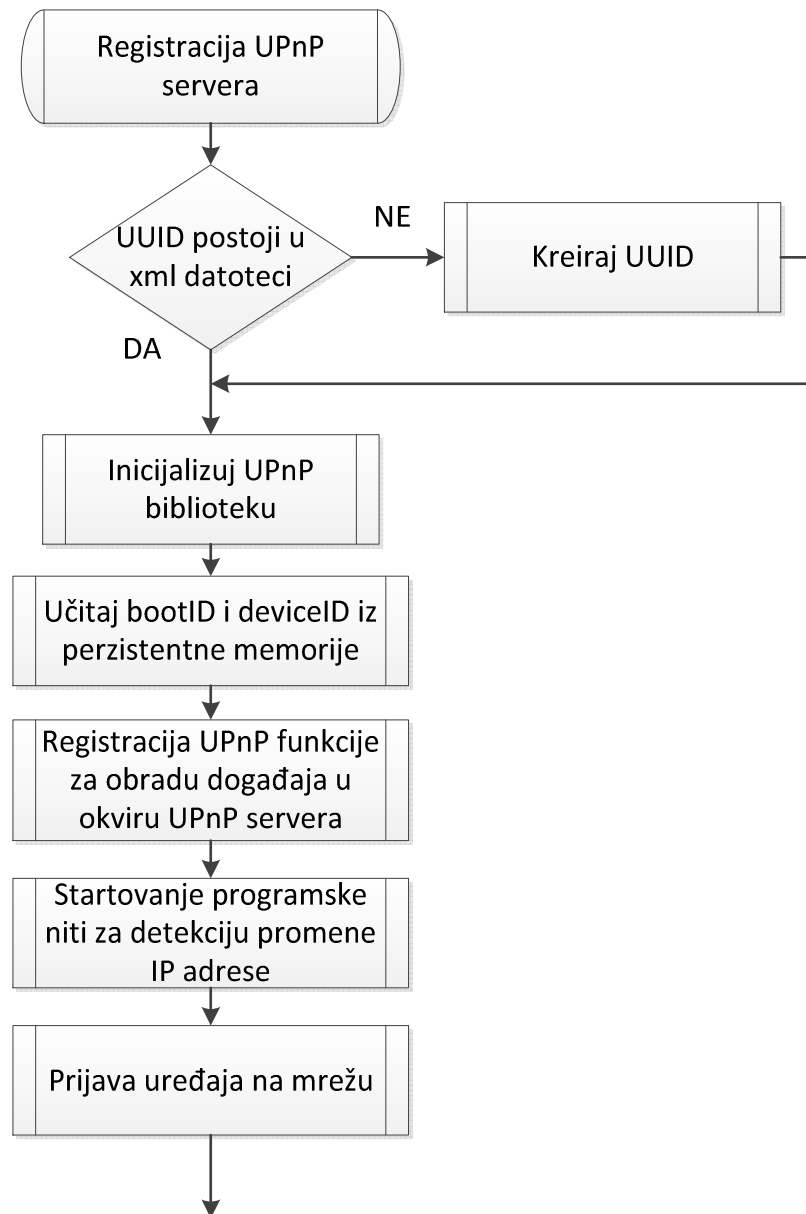 Registracija UPnP
servera
UUID postoji u
xml datoteci
NE
Kreiraj UUID
DA
Inicijalizuj UPnP
biblioteku
Učitaj bootID i deviceID iz
perzistentne memorije
Registracija UPnP funkcije
za obradu događaja u
okviru UPnP servera
Startovanje programske
niti za detekciju promene
IP adrese
Prijava uređaja na mrežu